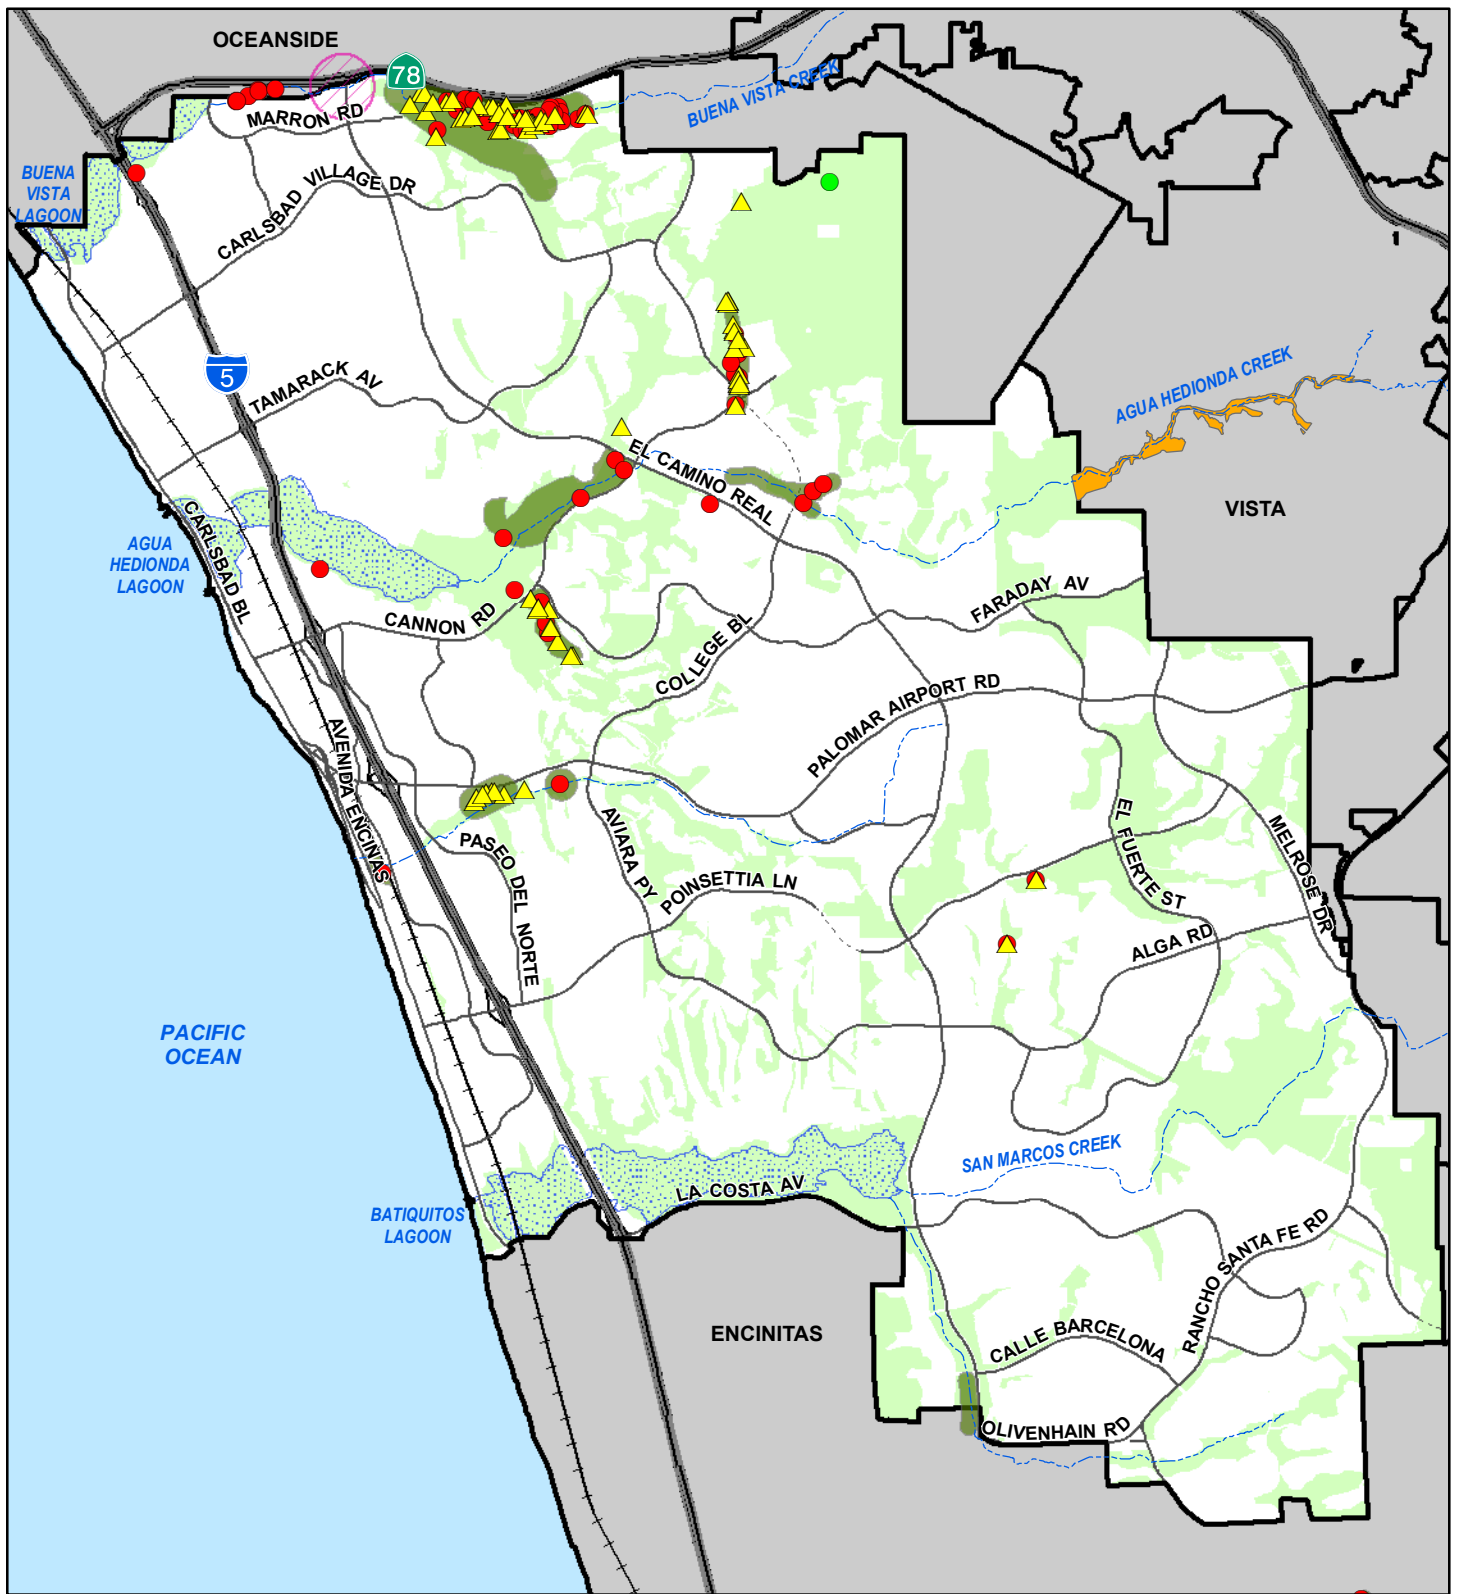 OCEANSIDE
78
BUENA VISTA CREEK
MARRON RD
BUENA
VISTA
LAGOON
CARLSBAD VILLAGE DR
5
TAMARACK AV
AGUA HEDIONDA CREEK
EL CAMINO REAL
VISTA
CARLSBAD BL
AGUA
HEDIONDA
LAGOON
CANNON RD
FARADAY AV
COLLEGE BL
PALOMAR AIRPORT RD
AVENIDA ENCINAS
PASEO DEL NORTE
AVIARA PY
POINSETTIA LN
EL FUERTE ST
MELROSE DR
ALGA RD
PACIFIC
OCEAN
SAN MARCOS CREEK
LA COSTA AV
BATIQUITOS
LAGOON
RANCHO SANTA FE RD
ENCINITAS
CALLE BARCELONA
OLIVENHAIN RD